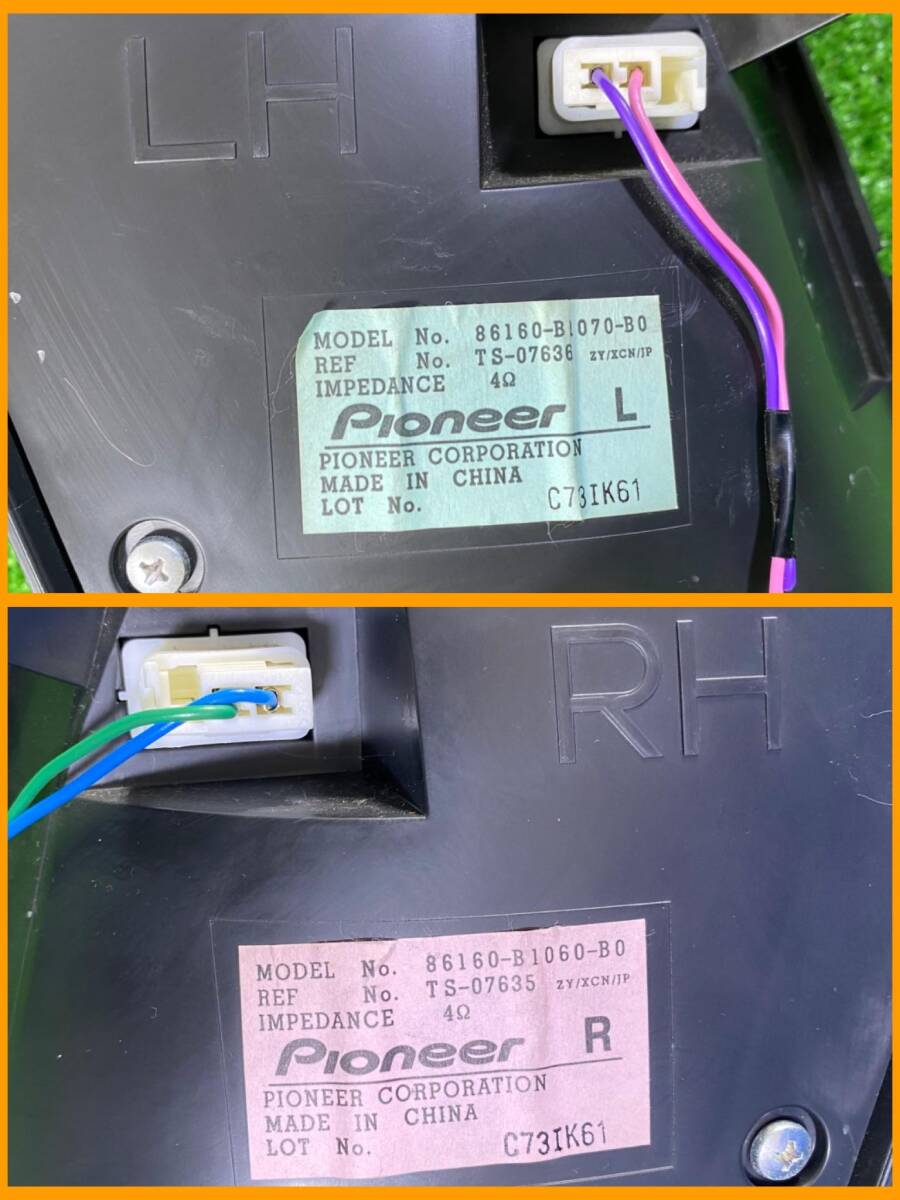 LH
MODEL No. 86160-B1070-B0
REF No. TS-07636 ZY/XCN/JP
IMPEDANCE 4Ω
Pioneer L
PIONEER CORPORATION
MADE IN CHINA
LOT No. C73IK61
RH
MODEL No. 86160-B1060-B0
REF No. TS-07635 ZY/XCN/JP
IMPEDANCE 4Ω
Pioneer R
PIONEER CORPORATION
MADE IN CHINA
LOT No. C73IK61